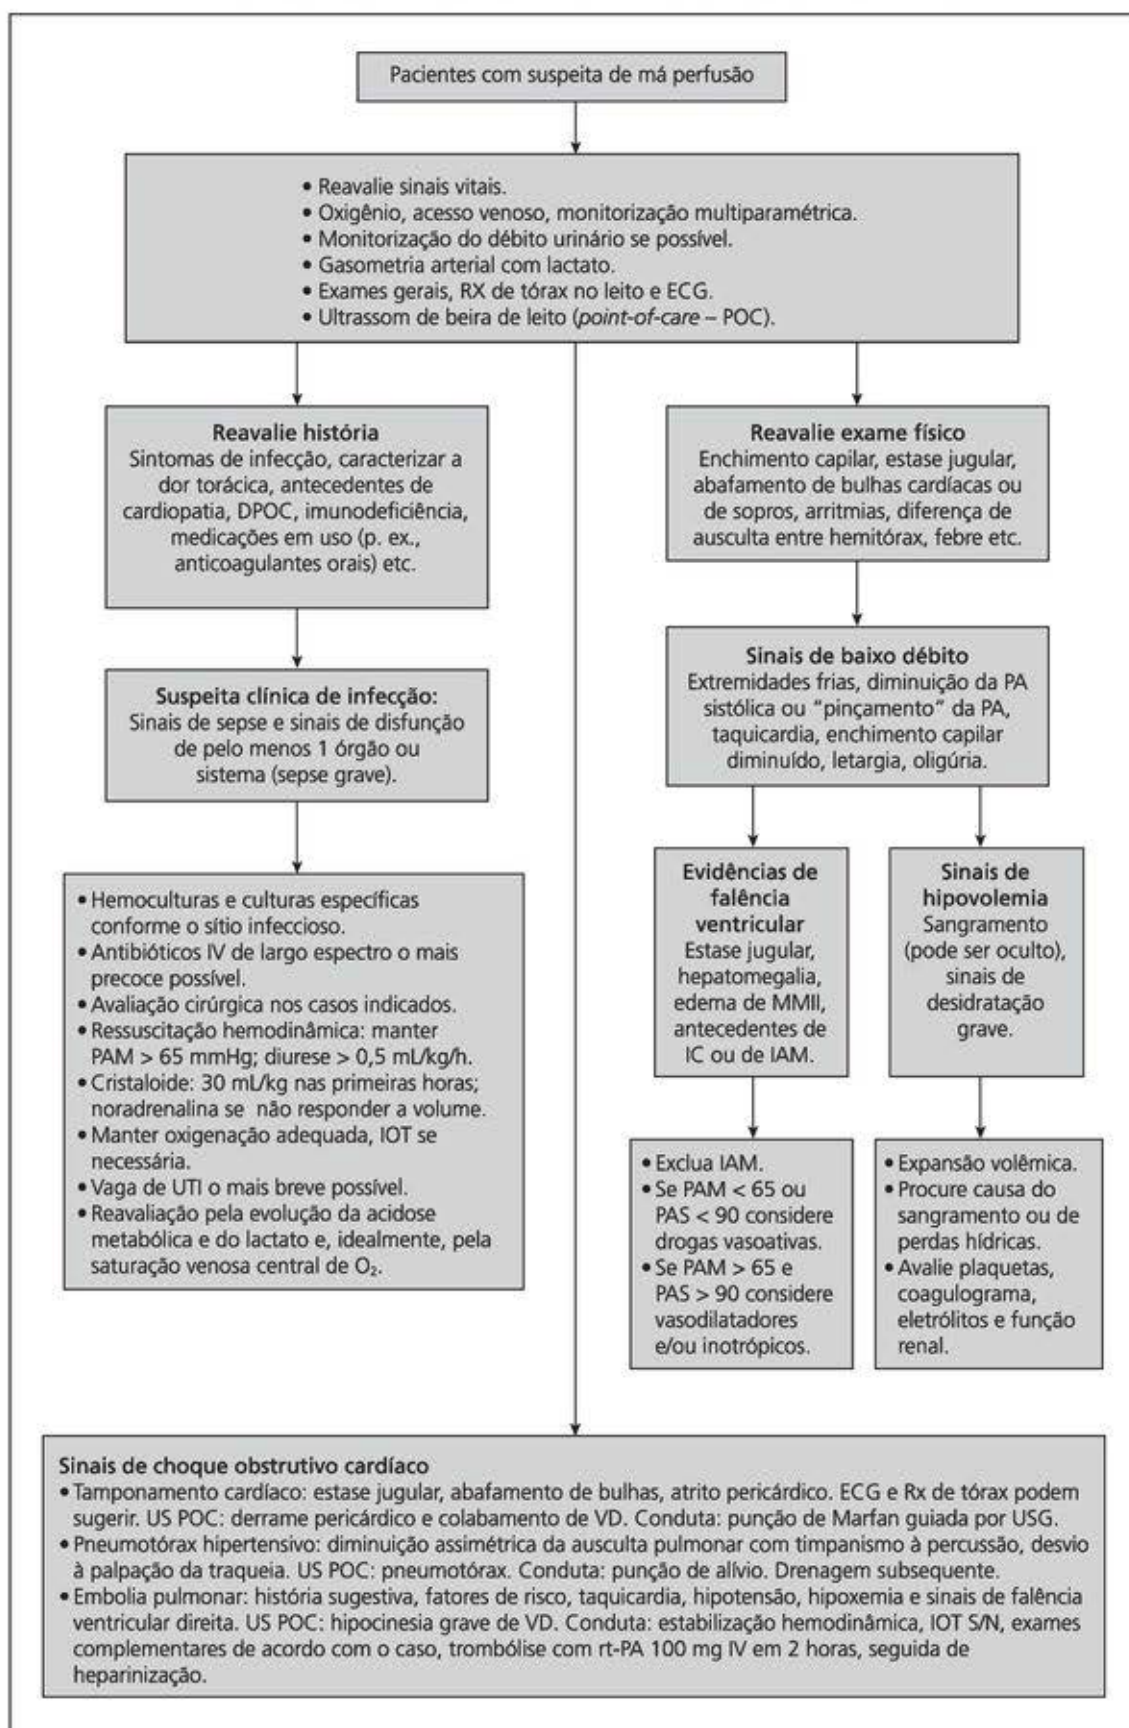 Pacientes com suspeita de má perfusão
• Reavalie sinais vitais.
• Oxigênio, acesso venoso, monitorização multiparamétrica.
• Monitorização do débito urinário se possível.
• Gasometria arterial com lactato.
• Exames gerais, RX de tórax no leito e ECG.
• Ultrassom de beira de leito (point-of-care – POC).
Reavalie história
Sintomas de infecção, caracterizar a
dor torácica, antecedentes de
cardiopatia, DPOC, imunodeficiência,
medicações em uso (p. ex.,
anticoagulantes orais) etc.
Suspeita clínica de infecção:
Sinais de sepse e sinais de disfunção
de pelo menos 1 órgão ou
sistema (sepse grave).
• Hemoculturas e culturas específicas
conforme o sítio infeccioso.
• Antibióticos IV de largo espectro o mais
precoce possível.
• Avaliação cirúrgica nos casos indicados.
• Ressuscitação hemodinâmica: manter
PAM > 65 mmHg; diurese > 0,5 mL/kg/h.
• Cristaloide: 30 mL/kg nas primeiras horas;
noradrenalina se não responder a volume.
• Manter oxigenação adequada, IOT se
necessária.
• Vaga de UTI o mais breve possível.
• Reavaliação pela evolução da acidose
metabólica e do lactato e, idealmente, pela
saturação venosa central de O₂.
Reavalie exame físico
Enchimento capilar, estase jugular,
abafamento de bulhas cardíacas ou
de sopros, arritmias, diferença de
ausculta entre hemitórax, febre etc.
Sinais de baixo débito
Extremidades frias, diminuição da PA
sistólica ou “pinçamento” da PA,
taquicardia, enchimento capilar
diminuído, letargia, oligúria.
Evidências de
falência
ventricular
Estase jugular,
hepatomegalia,
edema de MMII,
antecedentes de
IC ou de IAM.
• Exclua IAM.
• Se PAM < 65 ou
PAS < 90 considere
drogas vasoativas.
• Se PAM > 65 e
PAS > 90 considere
vasodilatadores
e/ou inotrópicos.
Sinais de
hipovolemia
Sangramento
(pode ser oculto),
sinais de
desidratação
grave.
• Expansão volêmica.
• Procure causa do
sangramento ou de
perdas hídricas.
• Avalie plaquetas,
coagulograma,
eletrólitos e função
renal.
Sinais de choque obstrutivo cardíaco
• Tamponamento cardíaco: estase jugular, abafamento de bulhas, atrito pericárdico. ECG e Rx de tórax podem
sugerir. US POC: derrame pericárdico e colabamento de VD. Conduta: punção de Marfan guiada por USG.
• Pneumotórax hipertensivo: diminuição assimétrica da ausculta pulmonar com timpanismo à percussão, desvio
à palpação da traqueia. US POC: pneumotórax. Conduta: punção de alívio. Drenagem subsequente.
• Embolia pulmonar: história sugestiva, fatores de risco, taquicardia, hipotensão, hipoxemia e sinais de falência
ventricular direita. US POC: hipocinesia grave de VD. Conduta: estabilização hemodinâmica, IOT S/N, exames
complementares de acordo com o caso, trombólise com rt-PA 100 mg IV em 2 horas, seguida de
heparinização.